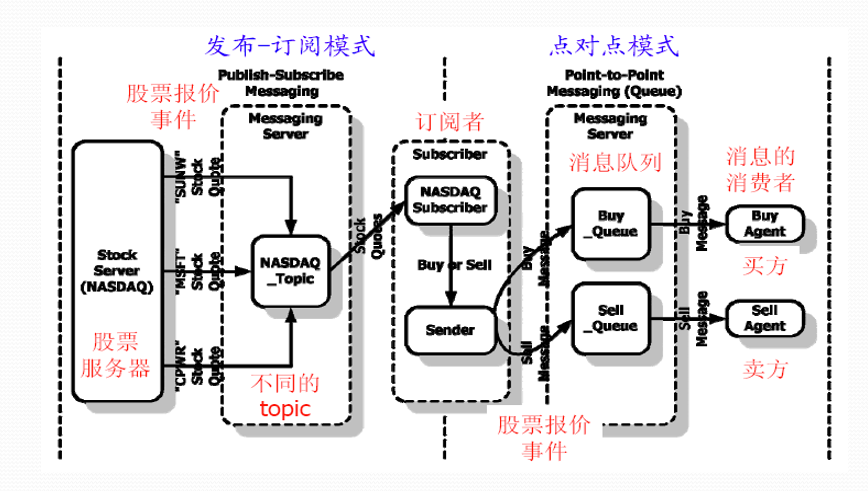 发布-订阅模式
点对点模式
Publish-Subscribe
Messaging
Point-to-Point
Messaging (Queue)
股票报价
事件
Messaging
Server
订阅者
Subscriber
Messaging
Server
消息队列
消息的
消费者
"SUNW"
Stock
Quote
"MSFT"
Stock
Quote
"CPWR"
Stock
Quote
Stock
Server
(NASDAQ)
股票
服务器
NASDAQ
_Topic
不同的
topic
Stock
Quotes
NASDAQ
Subscriber
Buy or Sell
Sender
Buy
Message
Sell
Message
Buy
_Queue
Sell
_Queue
Buy
Message
Sell
Message
Buy
Agent
买方
Sell
Agent
卖方
股票报价
事件